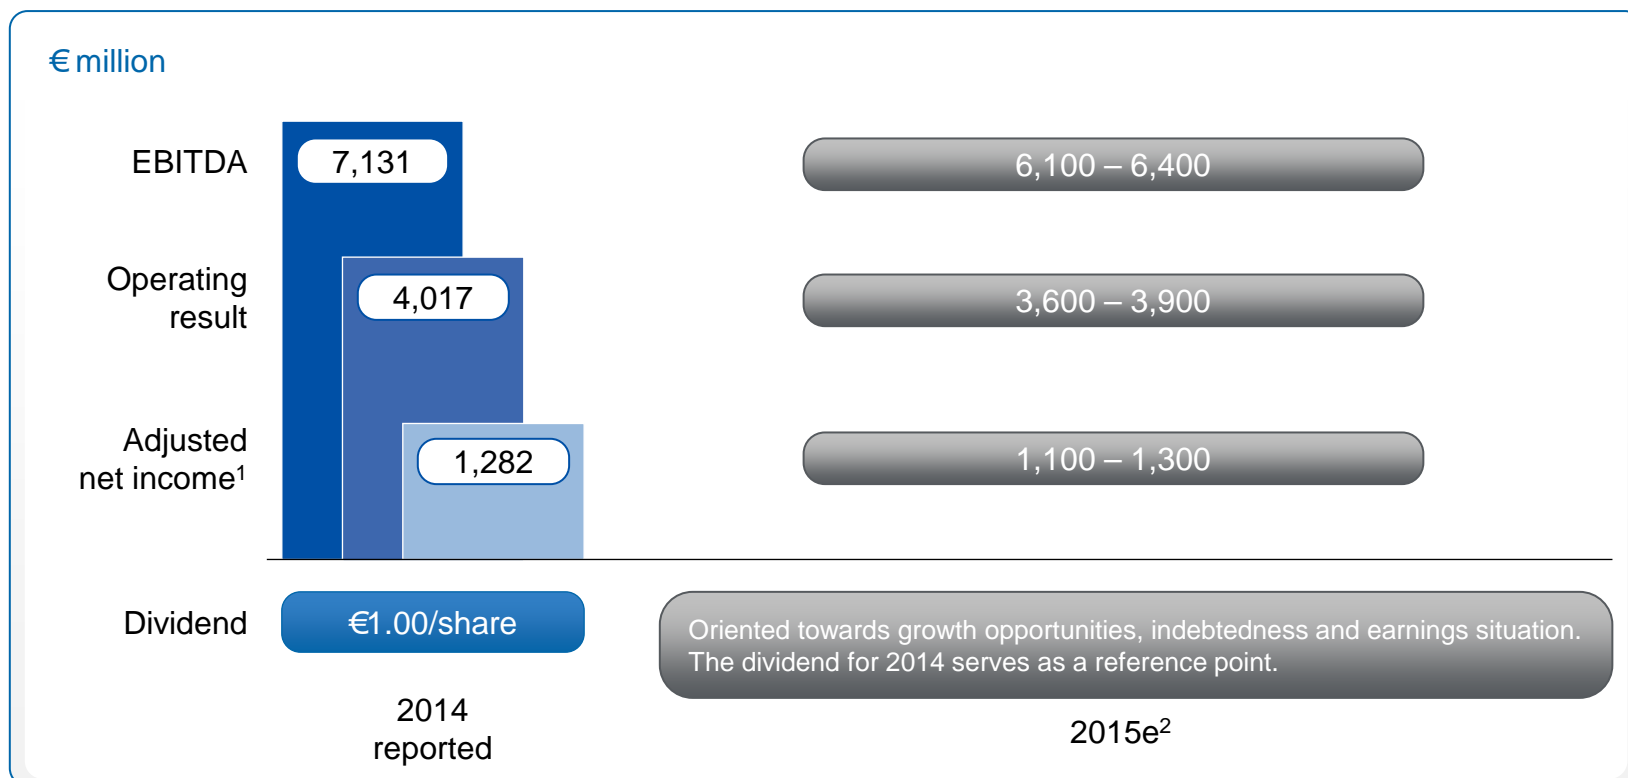 € million
EBITDA
7,131
6,100 – 6,400
Operating
result
4,017
3,600 – 3,900
Adjusted
net income¹
1,282
1,100 – 1,300
Dividend
€1.00/share
Oriented towards growth opportunities, indebtedness and earnings situation.
The dividend for 2014 serves as a reference point.
2014
reported
2015e²